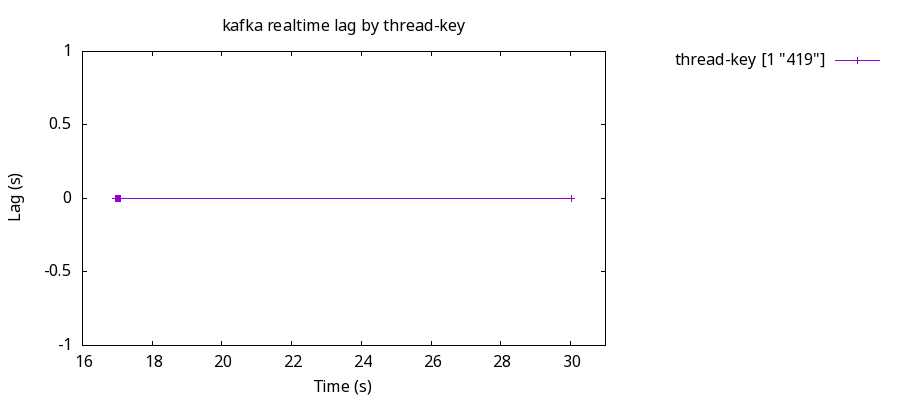 kafka realtime lag by thread-key
thread-key [1 "419"]
1
0.5
0
-0.5
-1
Lag (s)
16 18 20 22 24 26 28 30
Time (s)